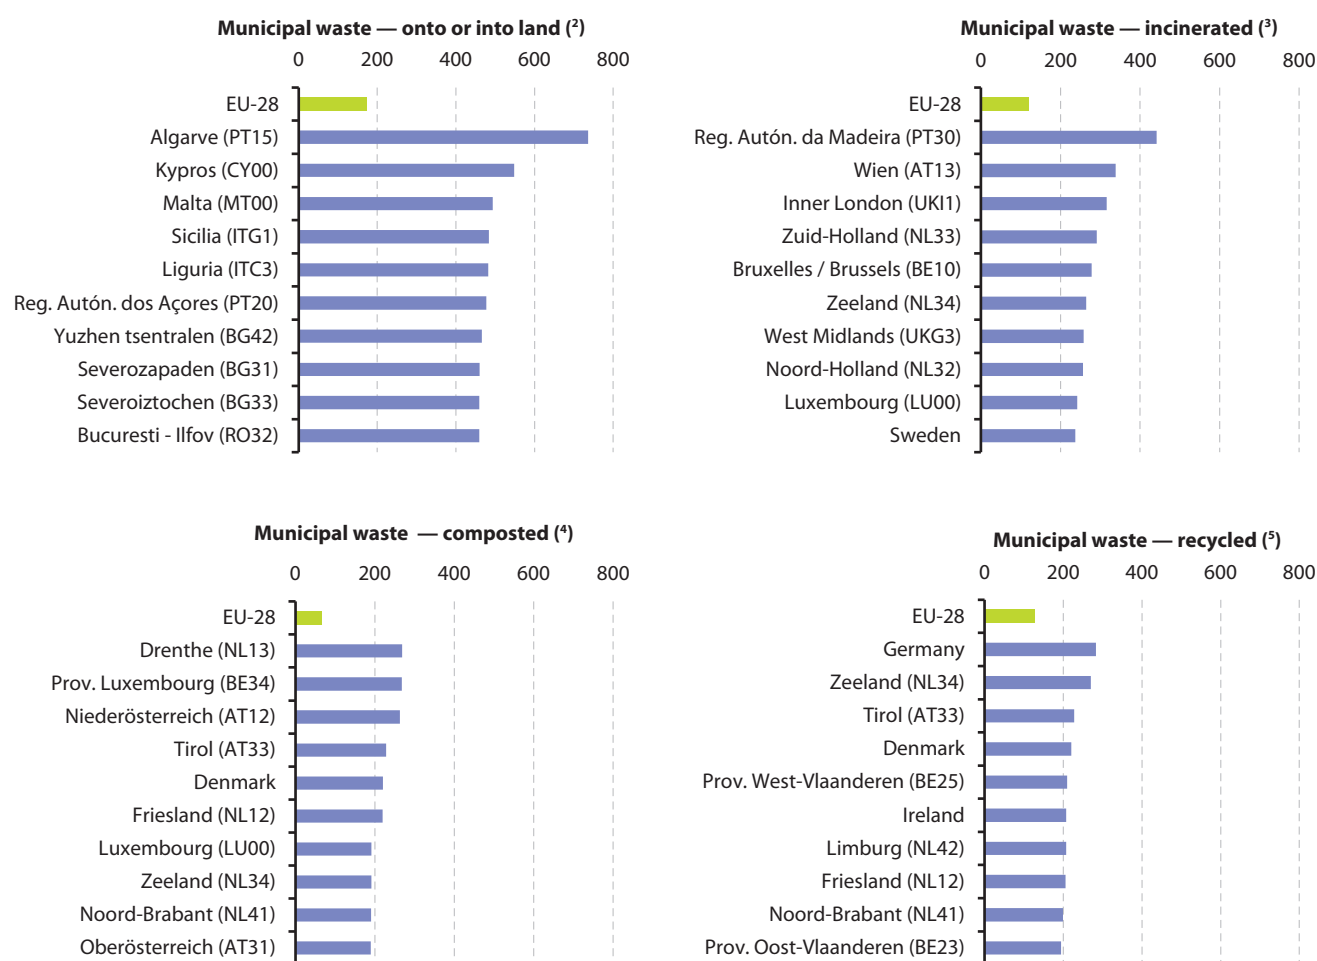 Municipal waste — onto or into land (²)
0 200 400 600 800
EU-28
Algarve (PT15)
Kypros (CY00)
Malta (MT00)
Sicilia (ITG1)
Liguria (ITC3)
Reg. Autón. dos Açores (PT20)
Yuzhen tsentralen (BG42)
Severozapaden (BG31)
Severoiztochen (BG33)
Bucuresti - Ilfov (RO32)
Municipal waste — incinerated (³)
0 200 400 600 800
EU-28
Reg. Autón. da Madeira (PT30)
Wien (AT13)
Inner London (UKI1)
Zuid-Holland (NL33)
Bruxelles / Brussels (BE10)
Zeeland (NL34)
West Midlands (UKG3)
Noord-Holland (NL32)
Luxembourg (LU00)
Sweden
Municipal waste — composted (⁴)
0 200 400 600 800
EU-28
Drenthe (NL13)
Prov. Luxembourg (BE34)
Niederösterreich (AT12)
Tirol (AT33)
Denmark
Friesland (NL12)
Luxembourg (LU00)
Zeeland (NL34)
Noord-Brabant (NL41)
Oberösterreich (AT31)
Municipal waste — recycled (⁵)
0 200 400 600 800
EU-28
Germany
Zeeland (NL34)
Tirol (AT33)
Denmark
Prov. West-Vlaanderen (BE25)
Ireland
Limburg (NL42)
Friesland (NL12)
Noord-Brabant (NL41)
Prov. Oost-Vlaanderen (BE23)